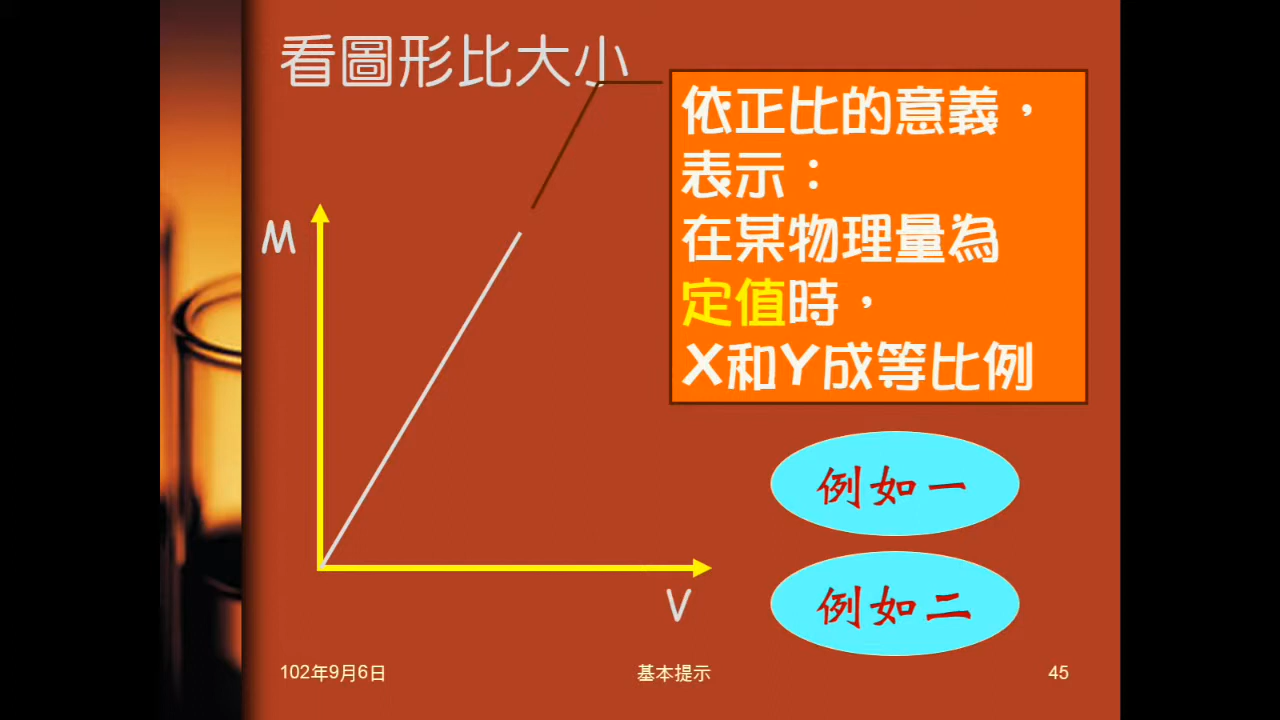 看圖形比大小
依正比的意義，
表示：
在某物理量為
定值時，
X和Y成等比例
M
V
例如一
例如二
102年9月6日
基本提示
45